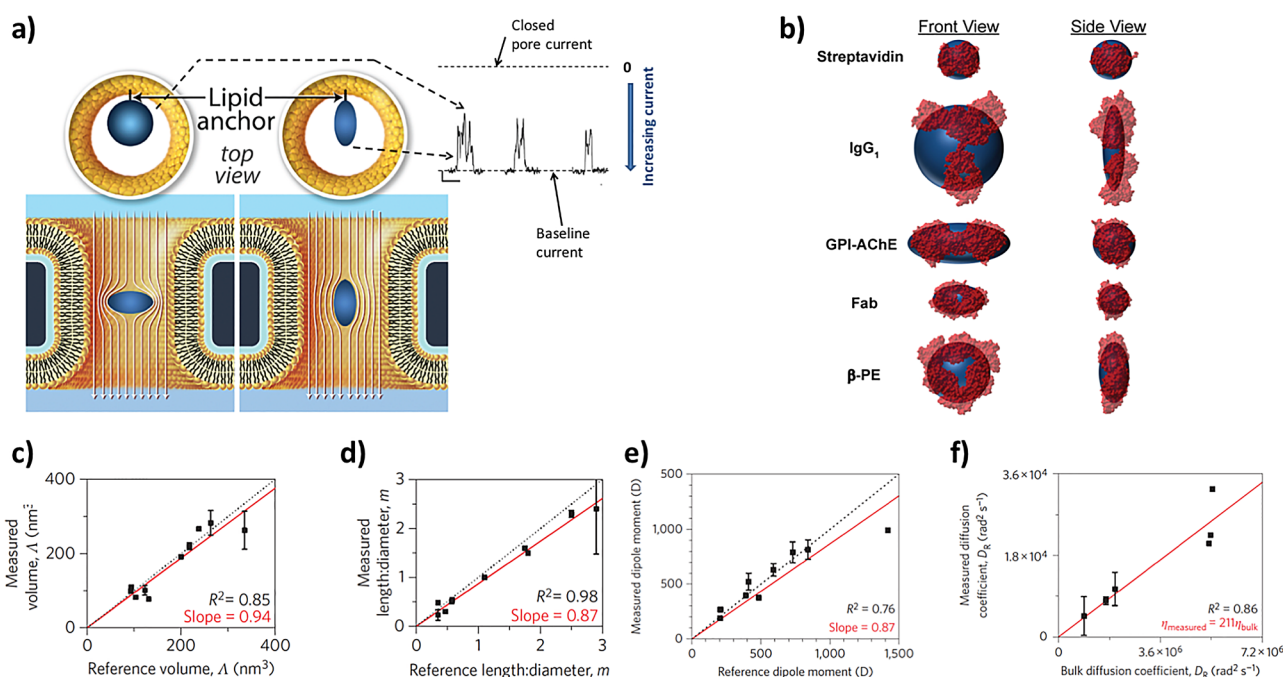 a)
Closed
pore current
0
Lipid
anchor
top
view
Increasing current
Baseline
current
b)
Front View
Side View
Streptavidin
IgG1
GPI-AChE
Fab
β-PE
c)
Measured
volume, Λ (nm3
400
200
0
R2 = 0.85
Slope = 0.94
0
200
400
Reference volume, Λ (nm3)
d)
Measured
length:diameter, m
3
2
1
0
R2 = 0.98
Slope = 0.87
0
1
2
3
Reference length:diameter, m
e)
Measured dipole moment (D)
500
1,000
500
0
R2 = 0.76
Slope = 0.87
0
500
1,000
1,500
Reference dipole moment (D)
f)
Measured diffusion
coefficient, DR (rad2 s−1)
3.6 × 104
1.8 × 104
0
R2 = 0.86
ηmeasured = 211ηbulk
0
3.6 × 106
7.2 × 106
Bulk diffusion coefficient, DR (rad2 s−1)